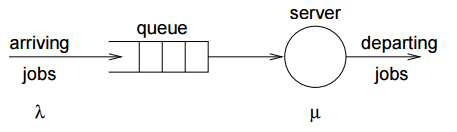 server
queue
arriving
departing
jobs
jobs
λ
μ